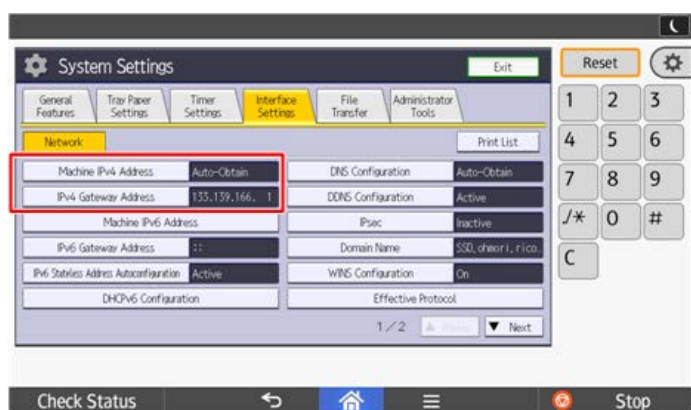 System Settings
Exit
General Features
Tray Paper Settings
Timer Settings
Interface Settings
File Transfer
Administrator Tools
Network
Print List
Machine IPv4 Address Auto-Obtain
IPv4 Gateway Address 133.139.166. 1
Machine IPv6 Address
IPv6 Gateway Address ::
IPv6 Stateless Address Autoconfiguration Active
DHCPv6 Configuration
DNS Configuration Auto-Obtain
DDNS Configuration Active
IPsec Inactive
Domain Name SSD.ohmori.rico.
WINS Configuration On
Effective Protocol
1/2
▼ Next
Reset
1 2 3
4 5 6
7 8 9
./* 0 #
C
Check Status
Stop